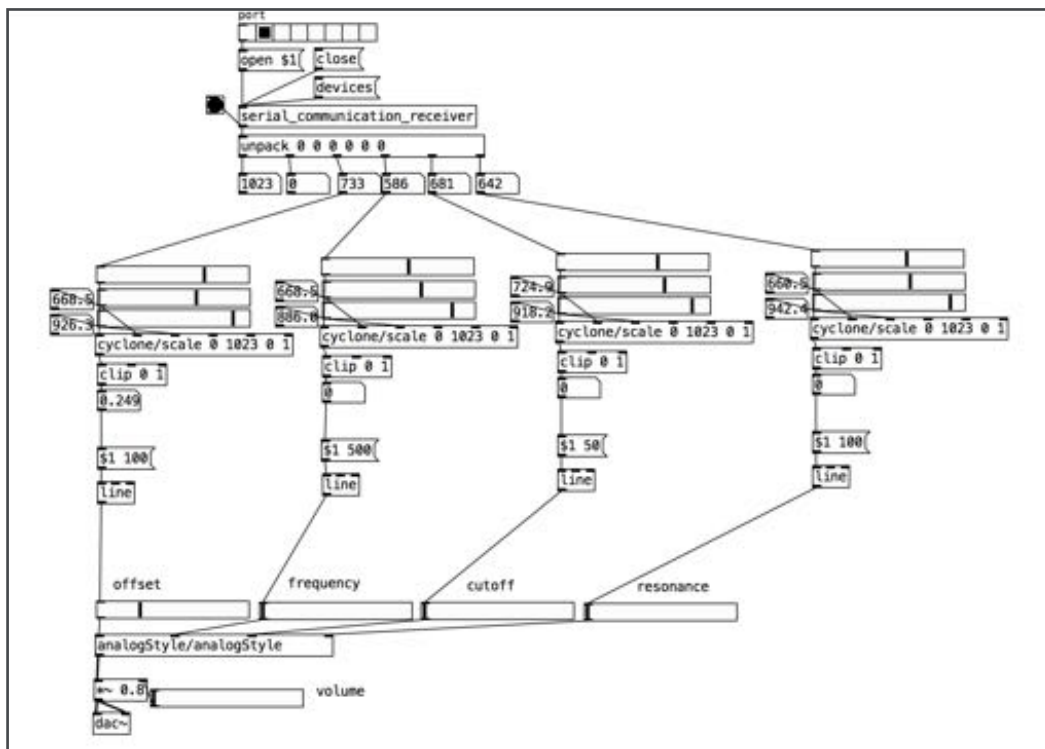 port
open $1
close
devices
serial_communication_receiver
unpack 0 0 0 0 0 0
1023 0 733 586 681 642
668.5 668.5 724.9 660.5
926.3 886.0 918.2 942.4
cyclone/scale 0 1023 0 1 cyclone/scale 0 1023 0 1 cyclone/scale 0 1023 0 1 cyclone/scale 0 1023 0 1
clip 0 1 clip 0 1 clip 0 1 clip 0 1
0.249 0 0 0
$1 100 $1 500 $1 50 $1 100
line line line line
offset frequency cutoff resonance
analogStyle/analogStyle
*~ 0.8 volume
dac~